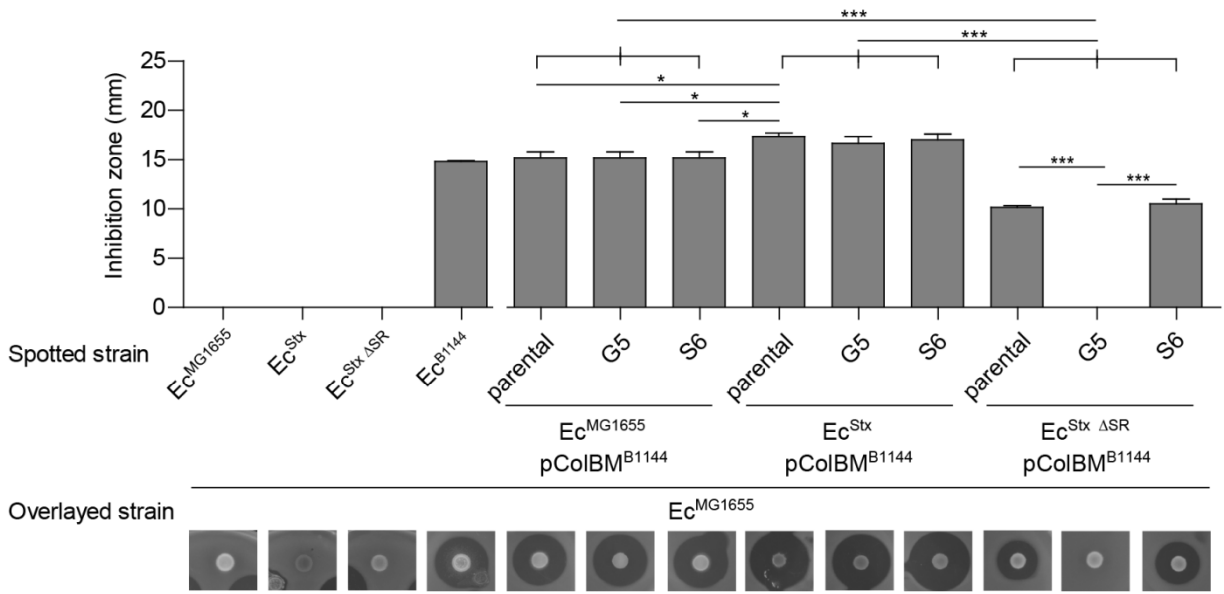 ***
***
25
*
20
*
*
15
***
***
10
5
0
Inhibition zone (mm)
Spotted strain
Ec^MG1655
Ec^Stx
Ec^Stx ΔSR
Ec^B1144
parental
G5
S6
parental
G5
S6
parental
G5
S6
Ec^MG1655
pColBM^B1144
Ec^Stx
pColBM^B1144
Ec^Stx ΔSR
pColBM^B1144
Overlayed strain
Ec^MG1655